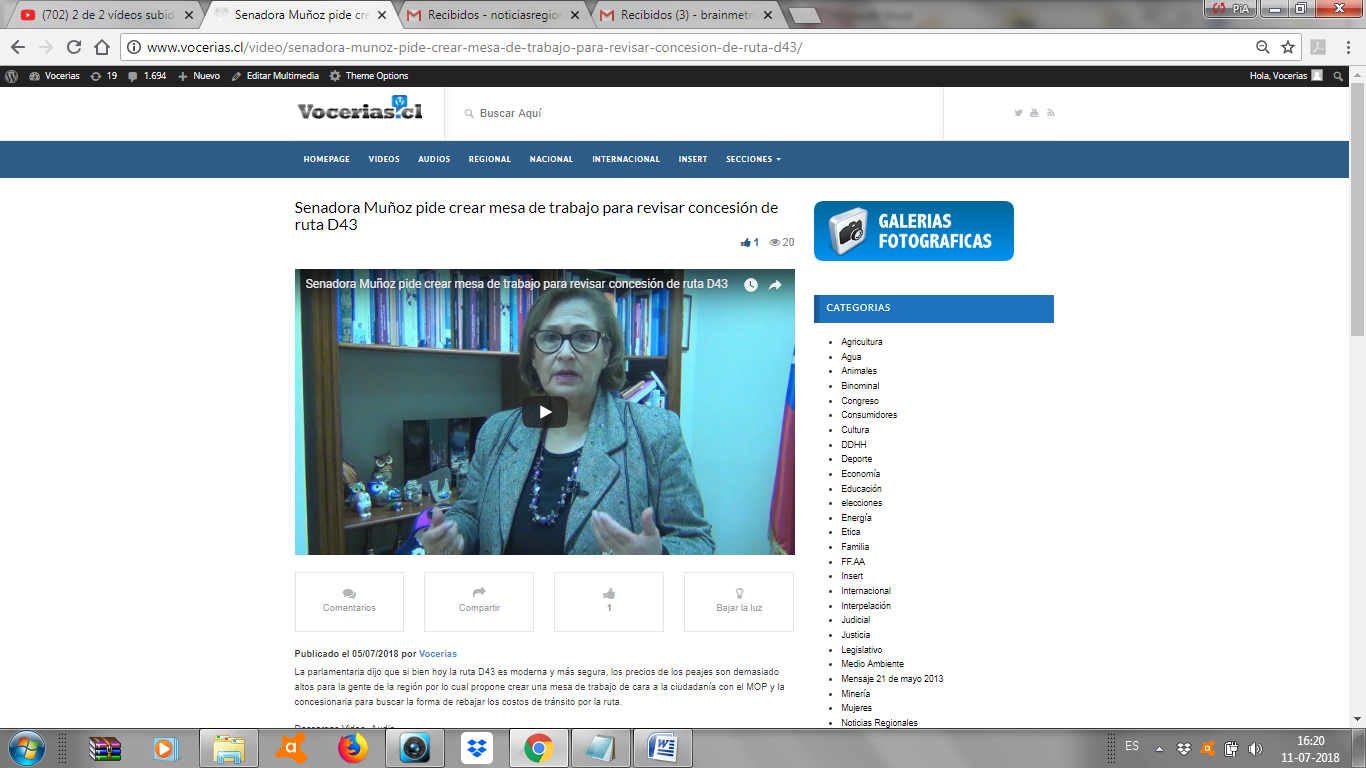 (702) 2 de 2 vídeos subid
Senadora Muñoz pide cre
Recibidos - noticiasregion
Recibidos (3) - brainmetr
PiA
www.vocerias.cl/video/senadora-munoz-pide-crear-mesa-de-trabajo-para-revisar-concesion-de-ruta-d43/
Vocerias
19
1.694
Nuevo
Editar Multimedia
Theme Options
Hola, Vocerias
Vocerias.cl
Buscar Aquí
HOMEPAGE VIDEOS AUDIOS REGIONAL NACIONAL INTERNACIONAL INSERT SECCIONES
Senadora Muñoz pide crear mesa de trabajo para revisar concesión de
ruta D43
1 20
Senadora Muñoz pide crear mesa de trabajo para revisar concesión de ruta D43
Comentarios
Compartir
1
Bajar la luz
Publicado el 05/07/2018 por Vocerias
La parlamentaria dijo que si bien hoy la ruta D43 es moderna y más segura, los precios de los peajes son demasiado
altos para la gente de la región por lo cual propone crear una mesa de trabajo de cara a la ciudadanía con el MOP y la
concesionaria para buscar la forma de rebajar los costos de tránsito por la ruta.
GALERIAS
FOTOGRAFICAS
CATEGORIAS
Agricultura
Agua
Animales
Binominal
Congreso
Consumidores
Cultura
DDHH
Deporte
Economía
Educación
elecciones
Energía
Etica
Familia
FF.AA
Insert
Internacional
Interpelación
Judicial
Justicia
Legislativo
Medio Ambiente
Mensaje 21 de mayo 2013
Minería
Mujeres
Noticias Regionales
ES
16:20
11-07-2018